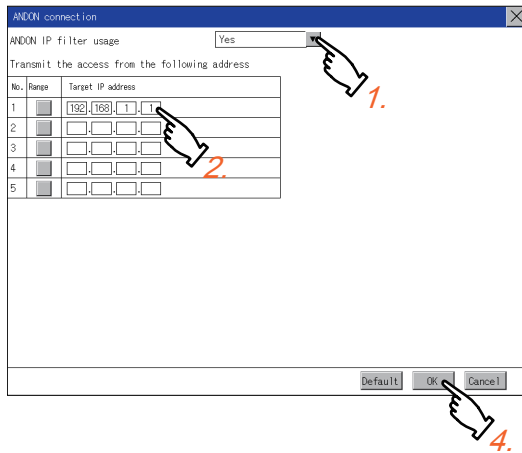 ANDON connection
ANDON IP filter usage Yes
1.
Transmit the access from the following address
No. Range Target IP address
1 192.168.1.1
2.
2 . . .
3 . . .
4 . . .
5 . . .
Default OK Cancel
4.